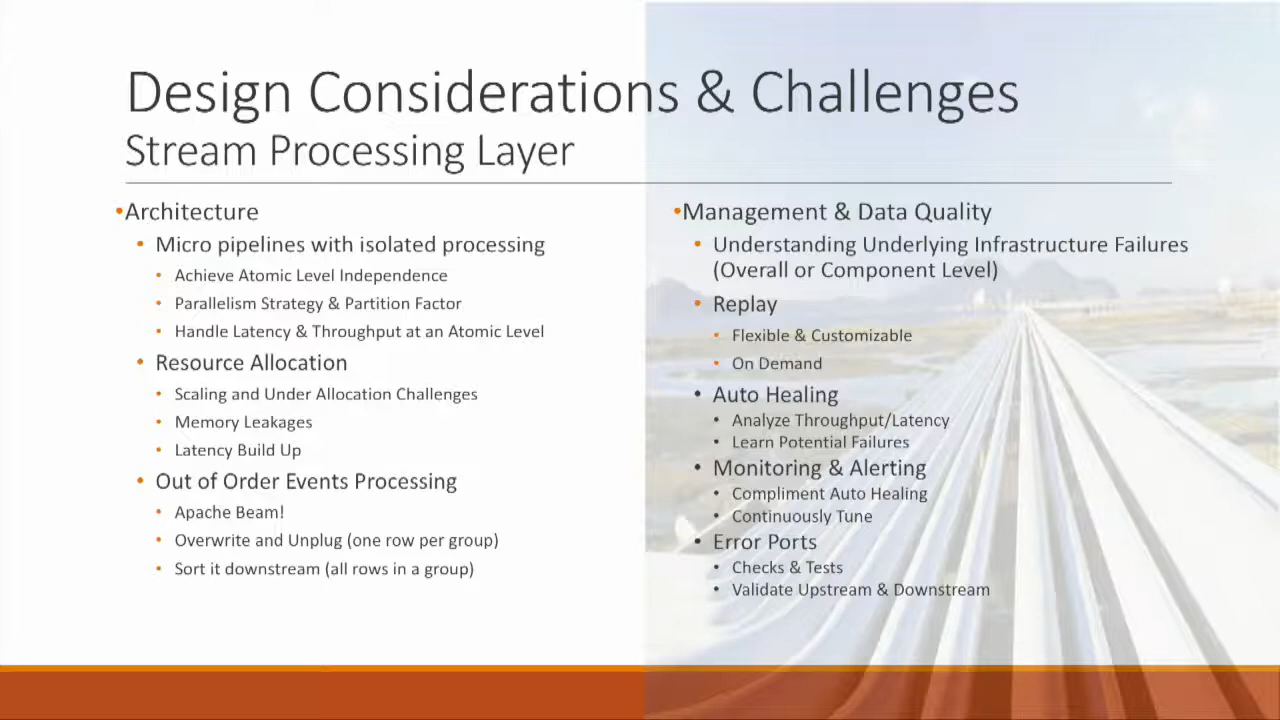 Design Considerations & Challenges
Stream Processing Layer
•Architecture
• Micro pipelines with isolated processing
• Achieve Atomic Level Independence
• Parallelism Strategy & Partition Factor
• Handle Latency & Throughput at an Atomic Level
• Resource Allocation
• Scaling and Under Allocation Challenges
• Memory Leakages
• Latency Build Up
• Out of Order Events Processing
• Apache Beam!
• Overwrite and Unplug (one row per group)
• Sort it downstream (all rows in a group)
•Management & Data Quality
• Understanding Underlying Infrastructure Failures
(Overall or Component Level)
• Replay
• Flexible & Customizable
• On Demand
• Auto Healing
• Analyze Throughput/Latency
• Learn Potential Failures
• Monitoring & Alerting
• Compliment Auto Healing
• Continuously Tune
• Error Ports
• Checks & Tests
• Validate Upstream & Downstream